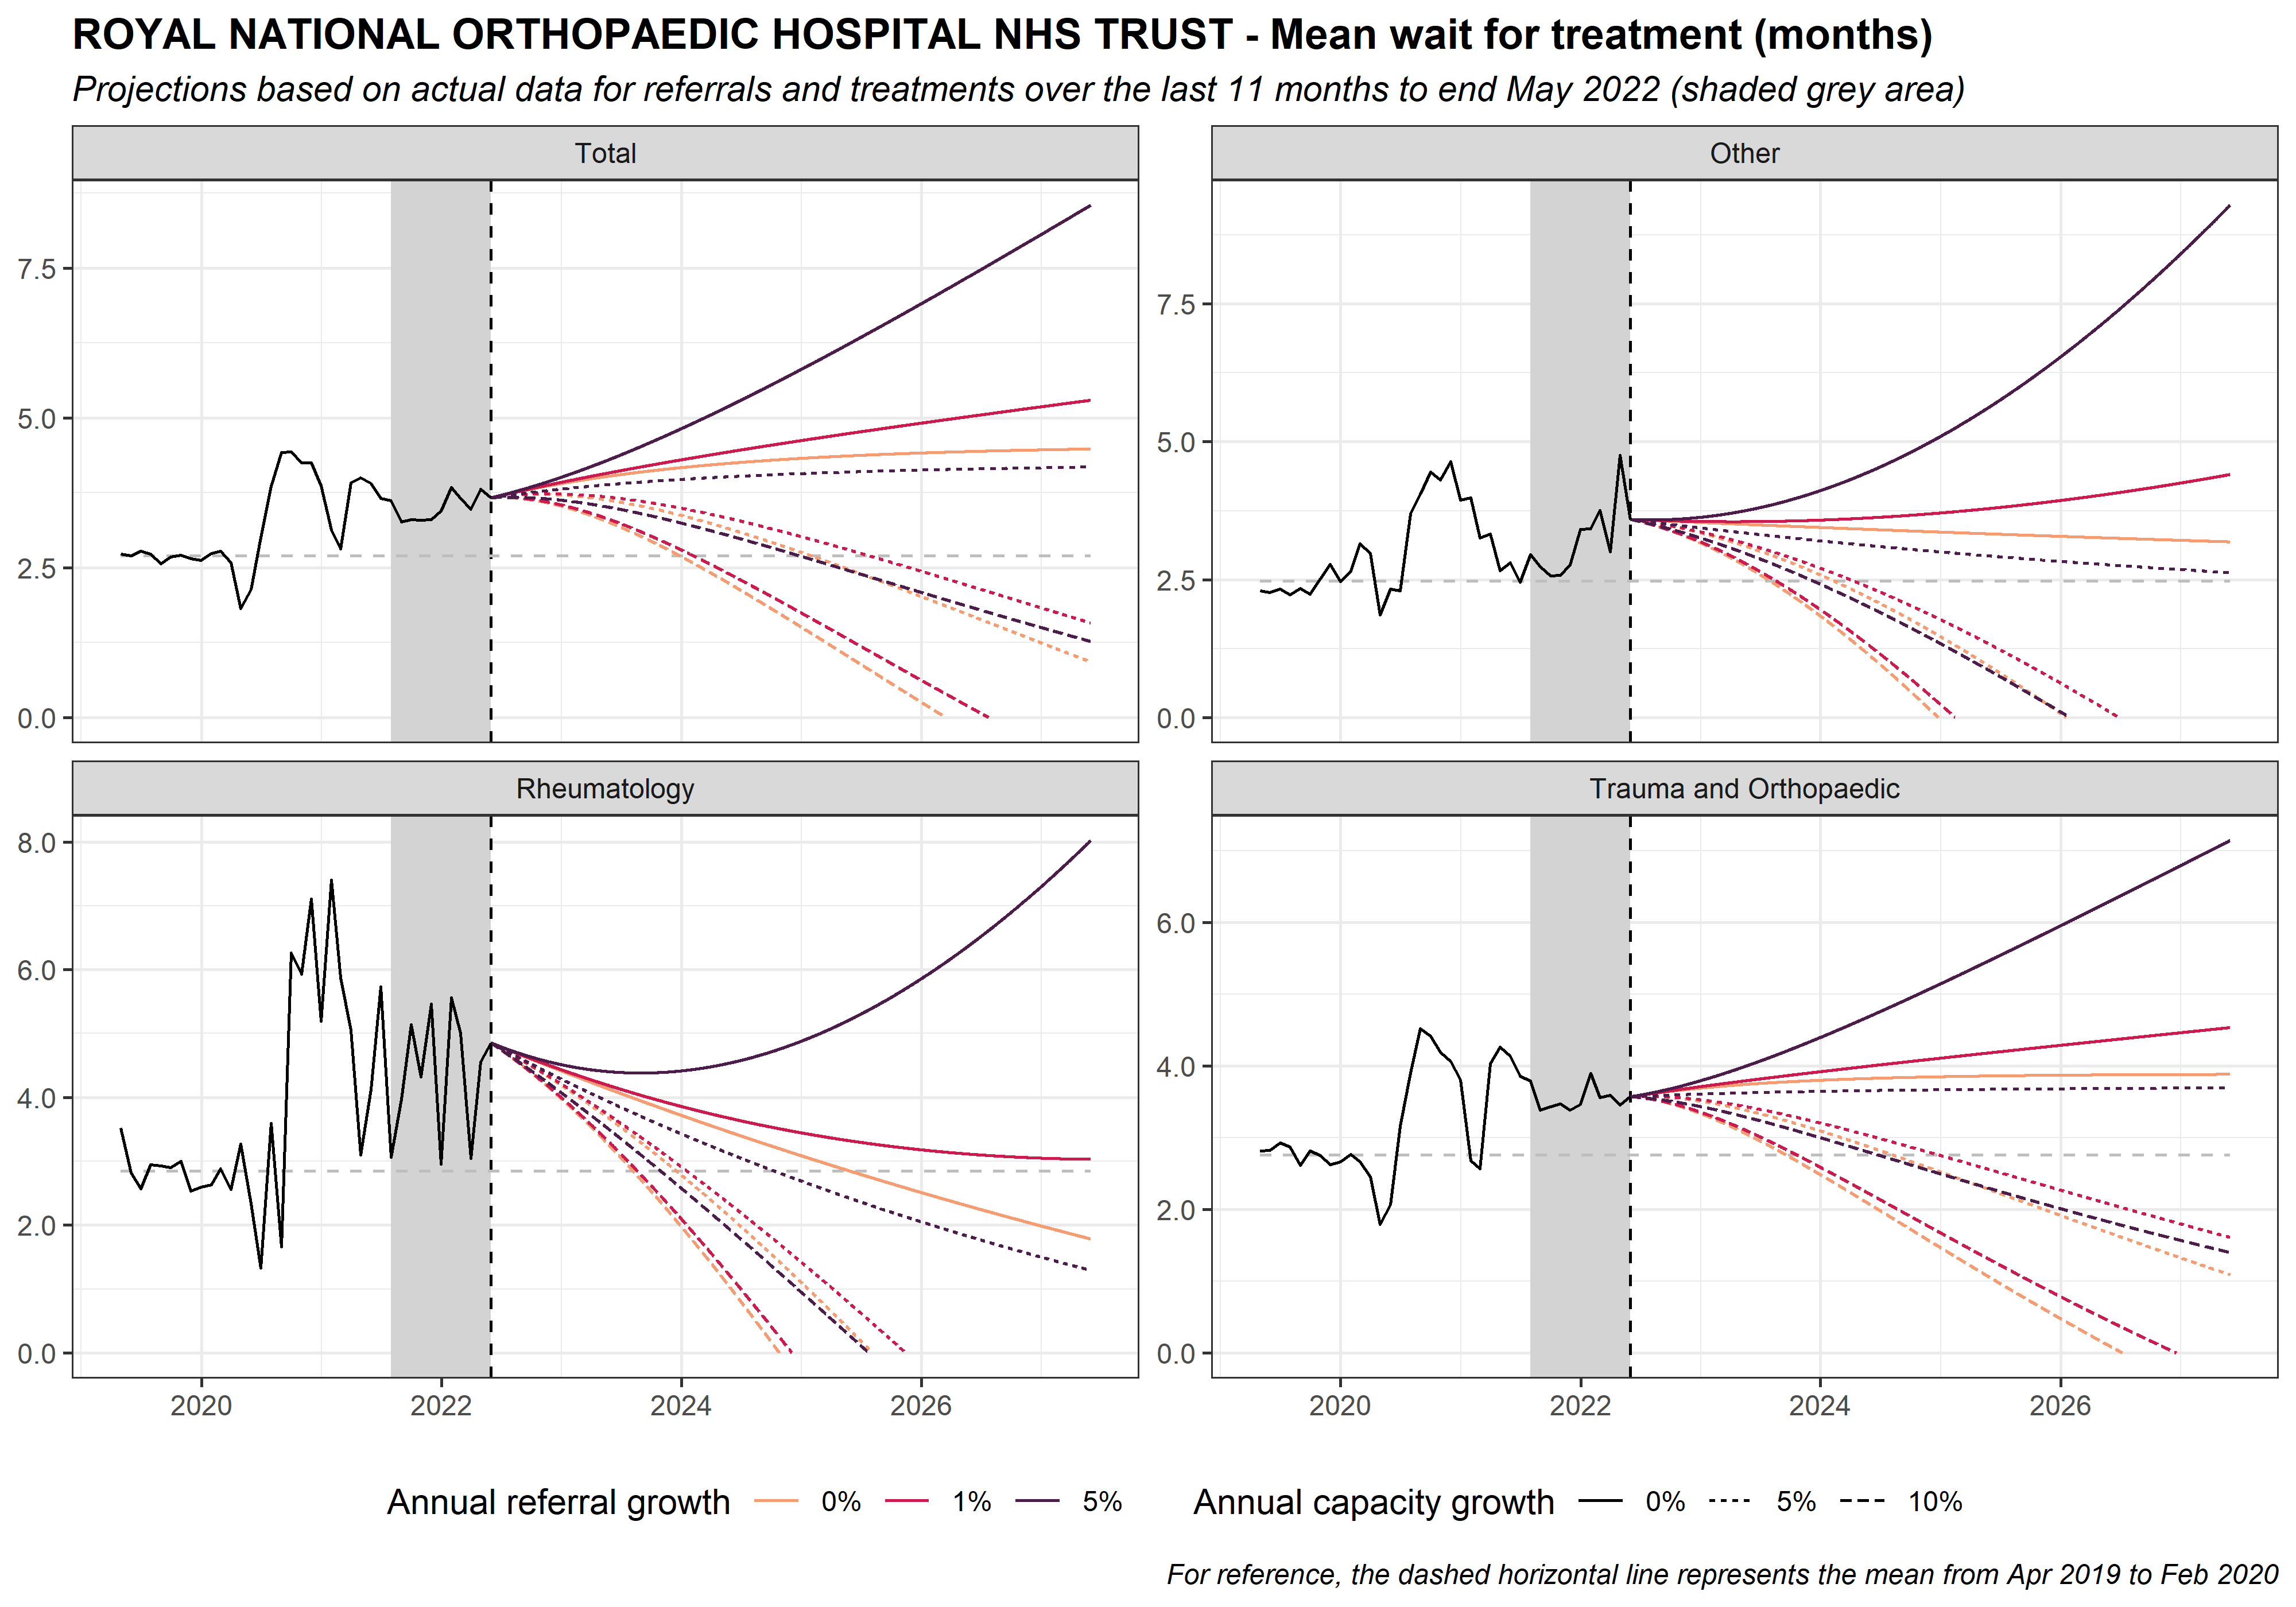 ROYAL NATIONAL ORTHOPAEDIC HOSPITAL NHS TRUST - Mean wait for treatment (months)
Projections based on actual data for referrals and treatments over the last 11 months to end May 2022 (shaded grey area)
Total
7.5
5.0
2.5
0.0
Other
7.5
5.0
2.5
0.0
Rheumatology
8.0
6.0
4.0
2.0
0.0
2020 2022 2024 2026
Trauma and Orthopaedic
6.0
4.0
2.0
0.0
2020 2022 2024 2026
Annual referral growth 0% 1% 5%
Annual capacity growth 0% 5% 10%
For reference, the dashed horizontal line represents the mean from Apr 2019 to Feb 2020